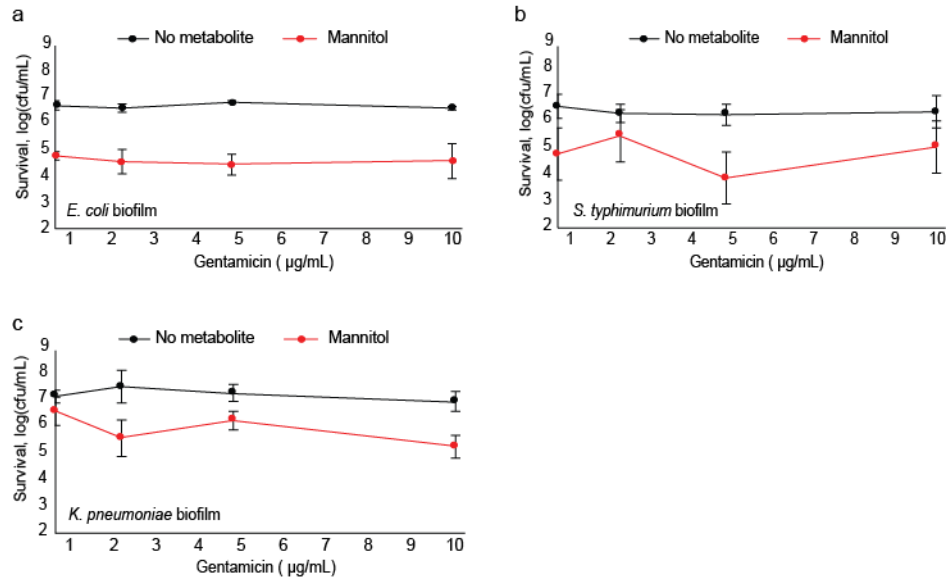 a
No metabolite Mannitol
9
8
7
6
5
4
3
2
Survival, log(cfu/mL)
E. coli biofilm
1 2 3 4 5 6 7 8 9 10
Gentamicin ( µg/mL)
b
No metabolite Mannitol
9
8
7
6
5
4
3
2
Survival, log(cfu/mL)
S. typhimurium biofilm
1 2 3 4 5 6 7 8 9 10
Gentamicin ( µg/mL)
c
No metabolite Mannitol
9
8
7
6
5
4
3
2
Survival, log(cfu/mL)
K. pneumoniae biofilm
1 2 3 4 5 6 7 8 9 10
Gentamicin ( µg/mL)